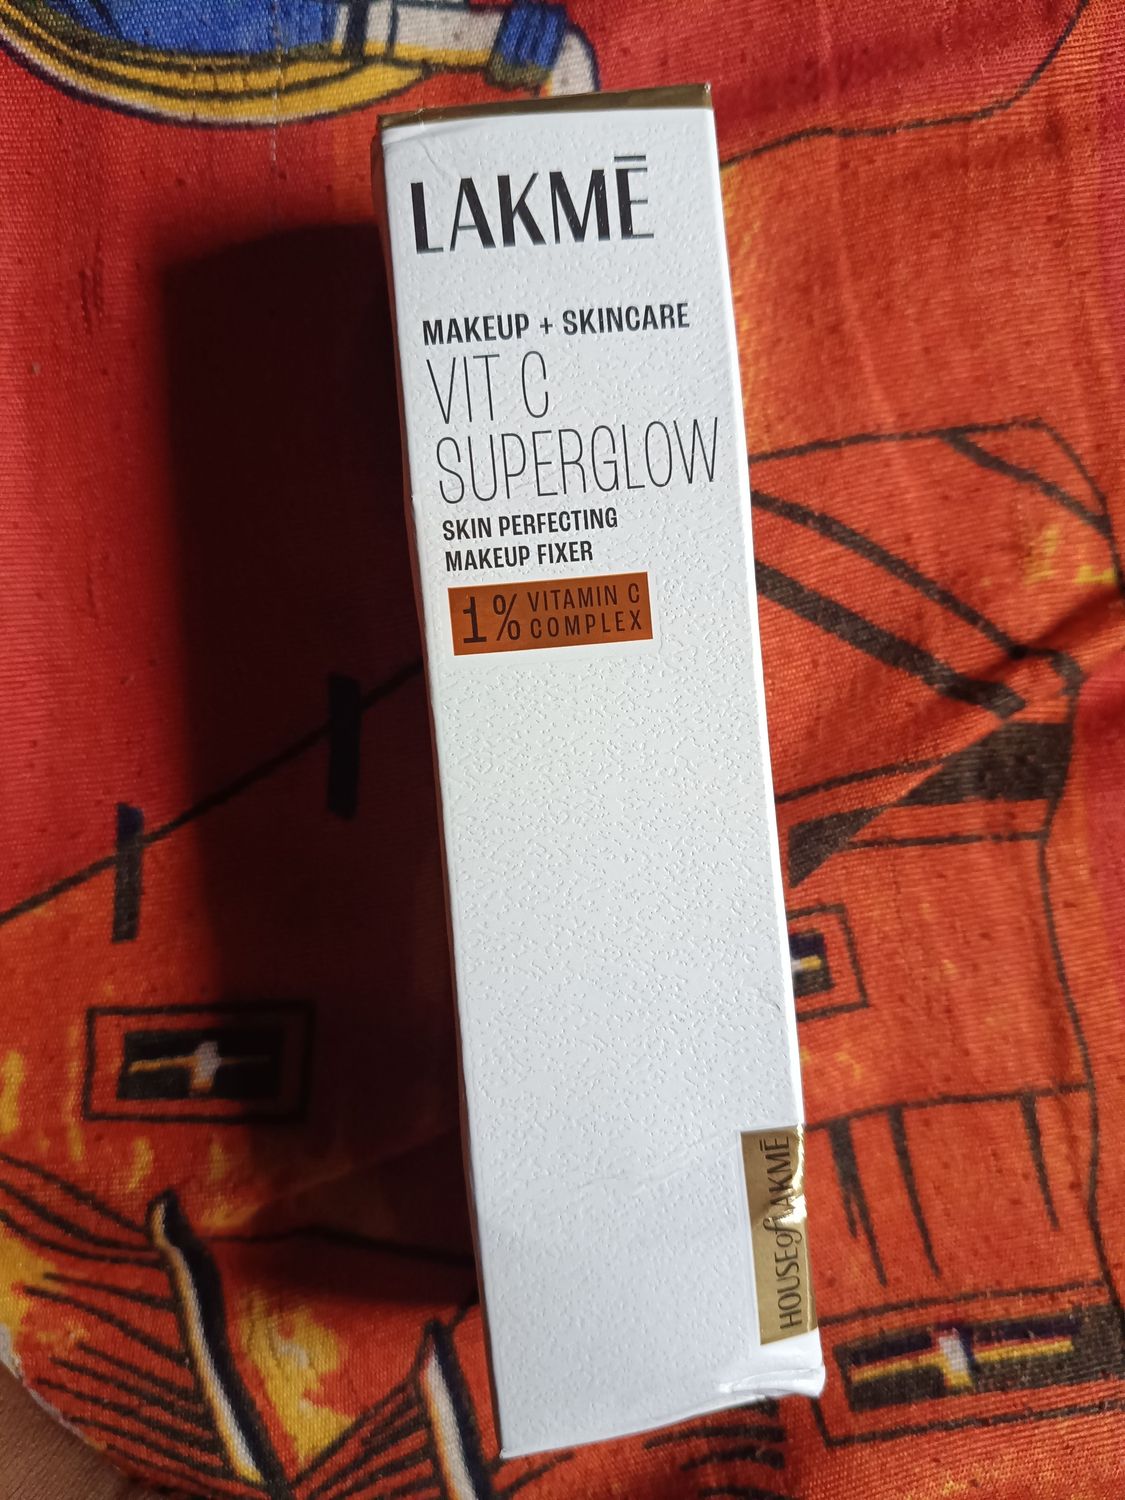 LAKMĒ
MAKEUP + SKINCARE
VIT C
SUPERGLOW
SKIN PERFECTING
MAKEUP FIXER
1% VITAMIN C
COMPLEX
HOUSE of LAKMĒ